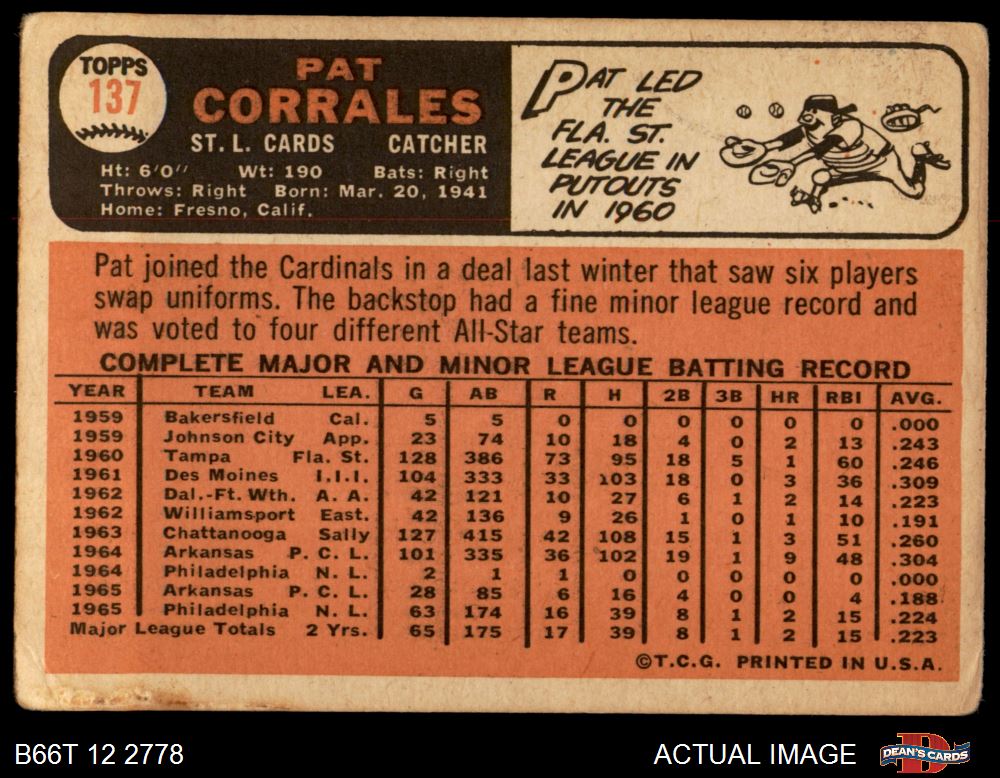 TOPPS
137
PAT
CORRALES
ST. L. CARDS CATCHER
Ht: 6'0" Wt: 190 Bats: Right
Throws: Right Born: Mar. 20, 1941
Home: Fresno, Calif.
PAT LED
THE
FLA. ST.
LEAGUE IN
PUTOUTS
IN 1960
Pat joined the Cardinals in a deal last winter that saw six players
swap uniforms. The backstop had a fine minor league record and
was voted to four different All-Star teams.
COMPLETE MAJOR AND MINOR LEAGUE BATTING RECORD
YEAR TEAM LEA. G AB R H 2B 3B HR RBI AVG.
1959 Bakersfield Cal. 5 5 0 0 0 0 0 0 .000
1959 Johnson City App. 23 74 10 18 4 0 2 13 .243
1960 Tampa Fla. St. 128 386 73 95 18 5 1 60 .246
1961 Des Moines I.I.I. 104 333 33 103 18 0 3 36 .309
1962 Dal.-Ft. Wth. A. A. 42 121 10 27 6 1 2 14 .223
1962 Williamsport East. 42 136 9 26 1 0 1 10 .191
1963 Chattanooga Sally 127 415 42 108 15 1 3 51 .260
1964 Arkansas P. C. L. 101 335 36 102 19 1 9 48 .304
1964 Philadelphia N. L. 2 1 1 0 0 0 0 0 .000
1965 Arkansas P. C. L. 28 85 6 16 4 0 0 4 .188
1965 Philadelphia N. L. 63 174 16 39 8 1 2 15 .224
Major League Totals 2 Yrs. 65 175 17 39 8 1 2 15 .223
©T.C.G. PRINTED IN U.S.A.
B66T 12 2778
ACTUAL IMAGE
DEAN'S CARDS